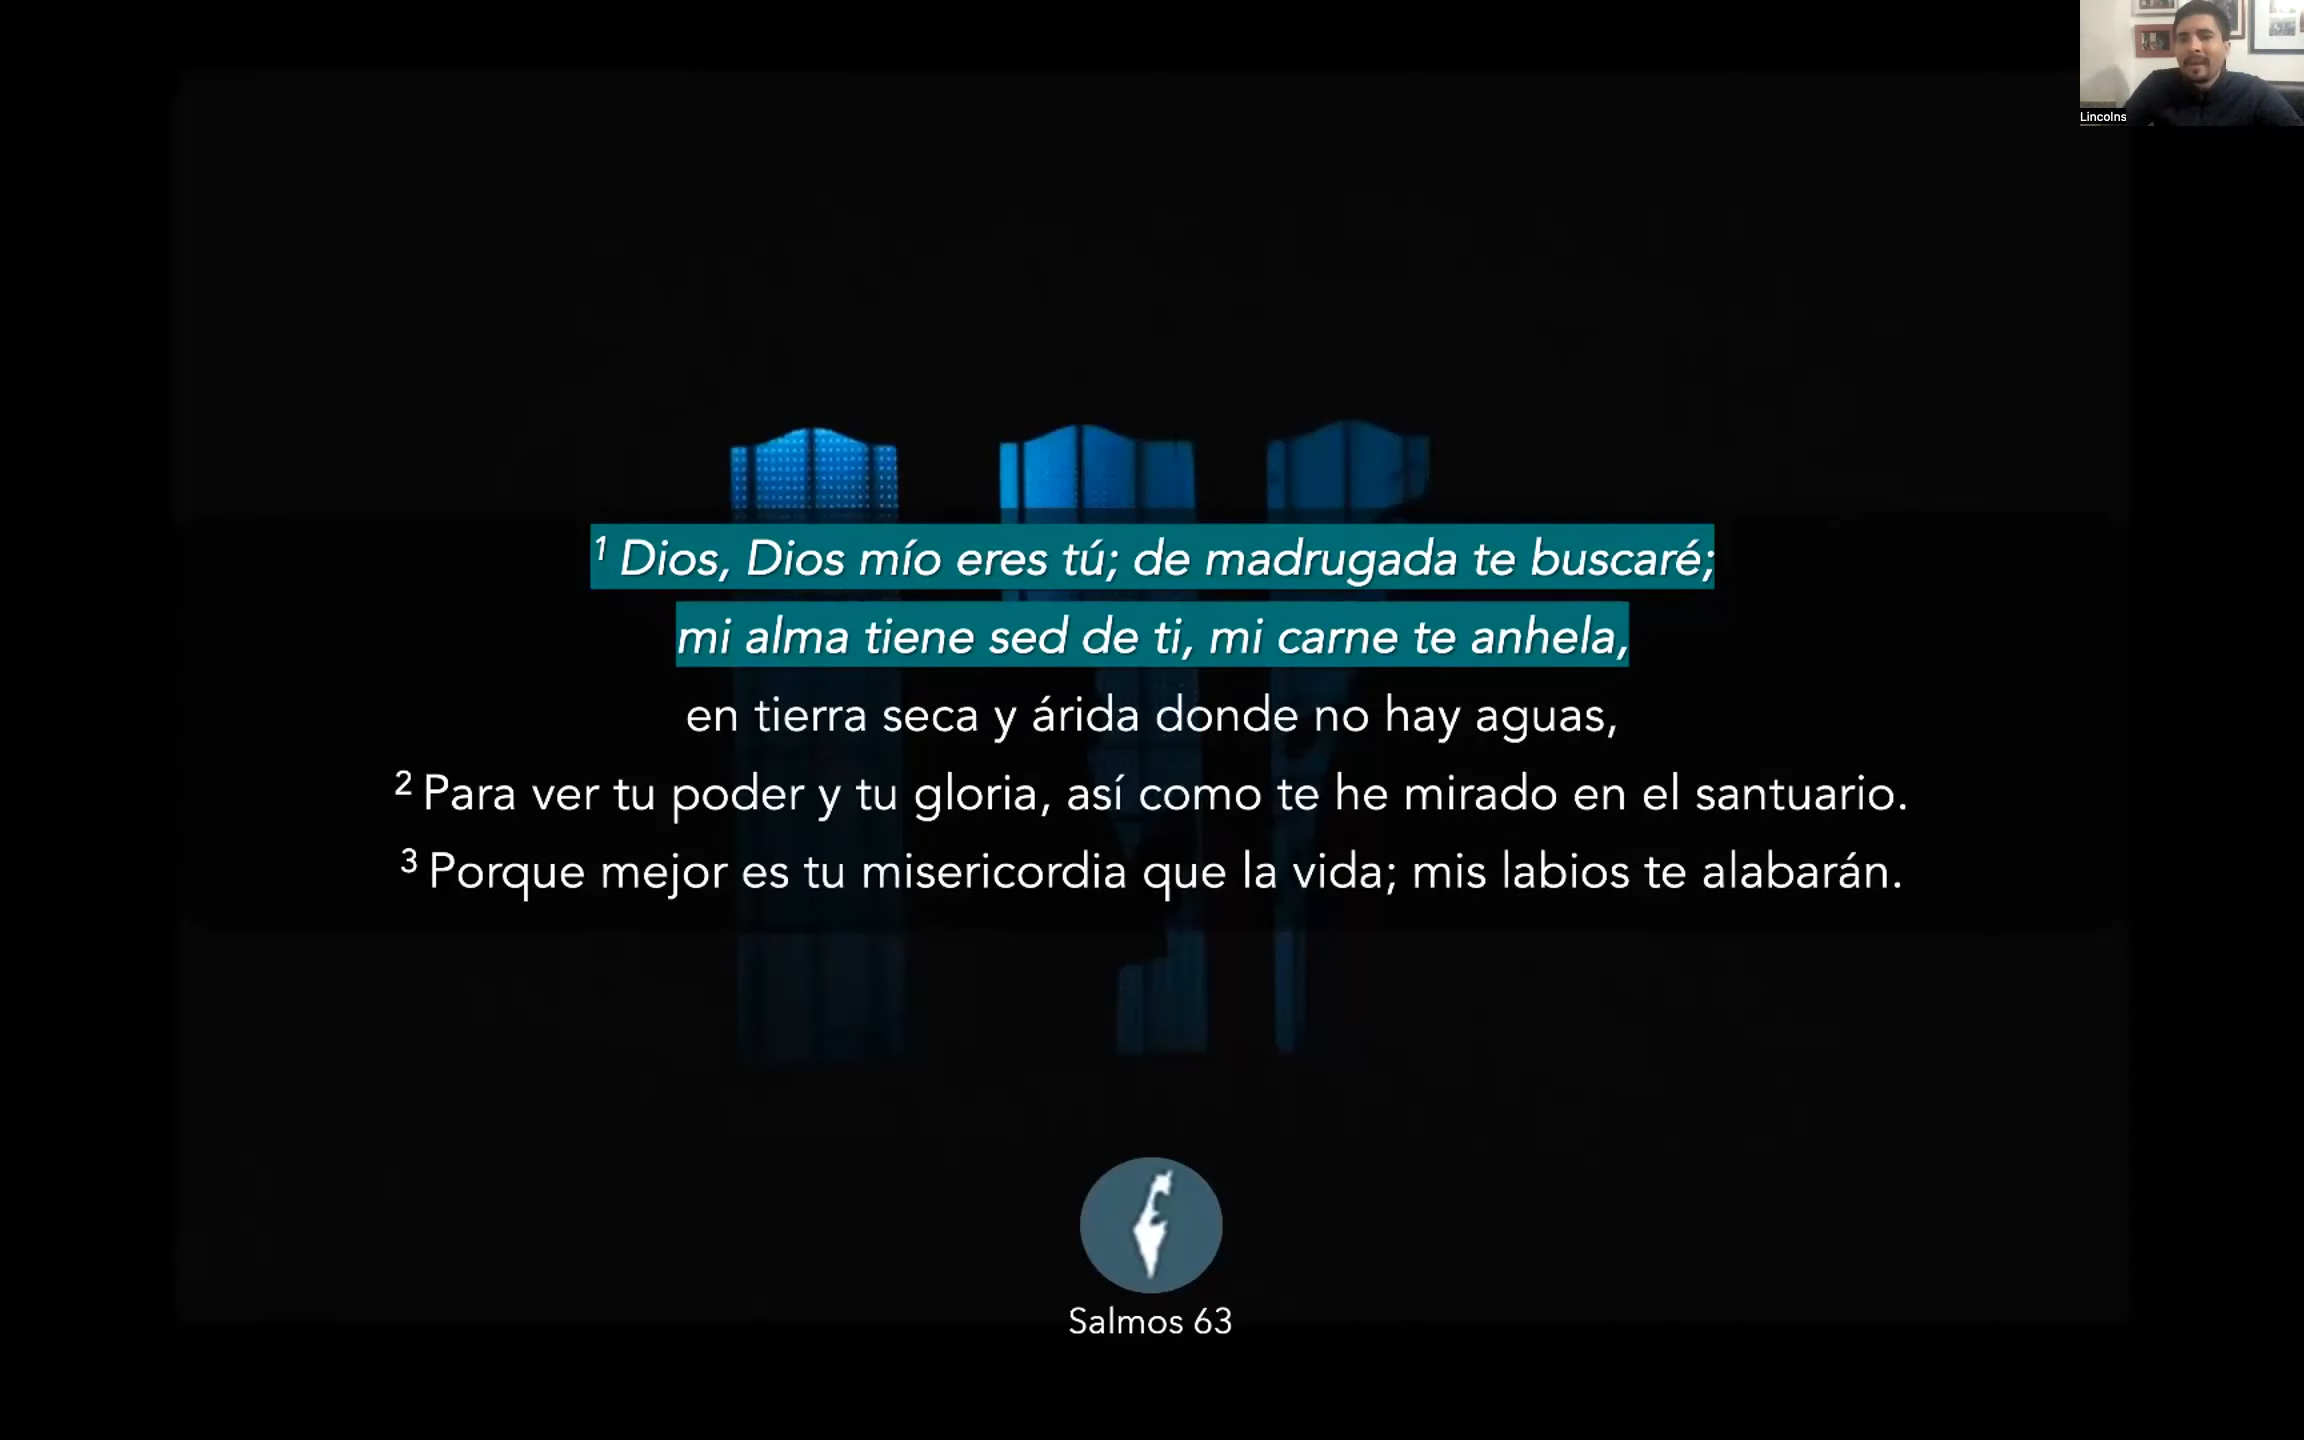 Lincolns
¹ Dios, Dios mío eres tú; de madrugada te buscaré;
mi alma tiene sed de ti, mi carne te anhela,
en tierra seca y árida donde no hay aguas,
² Para ver tu poder y tu gloria, así como te he mirado en el santuario.
³ Porque mejor es tu misericordia que la vida; mis labios te alabarán.
Salmos 63